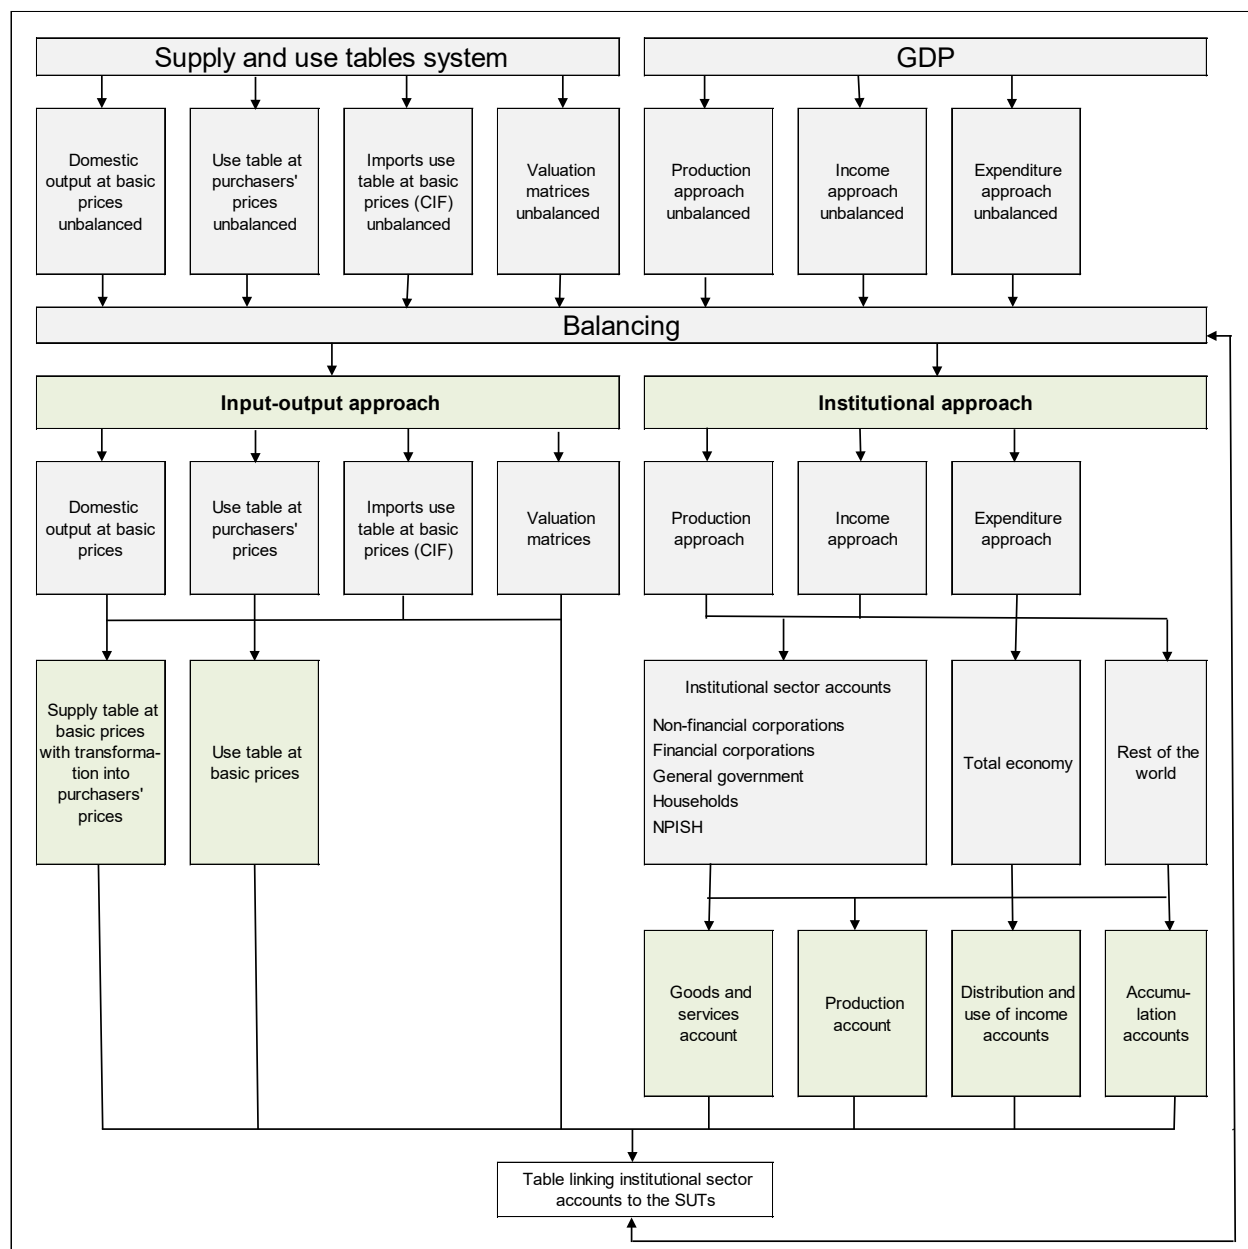 Supply and use tables system
GDP
Domestic
output at basic
prices
unbalanced
Use table at
purchasers'
prices
unbalanced
Imports use
table at basic
prices (CIF)
unbalanced
Valuation
matrices
unbalanced
Production
approach
unbalanced
Income
approach
unbalanced
Expenditure
approach
unbalanced
Balancing
Input-output approach
Institutional approach
Domestic
output at basic
prices
Use table at
purchasers'
prices
Imports use
table at basic
prices (CIF)
Valuation
matrices
Production
approach
Income
approach
Expenditure
approach
Supply table at
basic prices
with transforma-
tion into
purchasers'
prices
Use table at
basic prices
Institutional sector accounts
Non-financial corporations
Financial corporations
General government
Households
NPISH
Total economy
Rest of the
world
Goods and
services
account
Production
account
Distribution and
use of income
accounts
Accumu-
lation
accounts
Table linking institutional sector
accounts to the SUTs